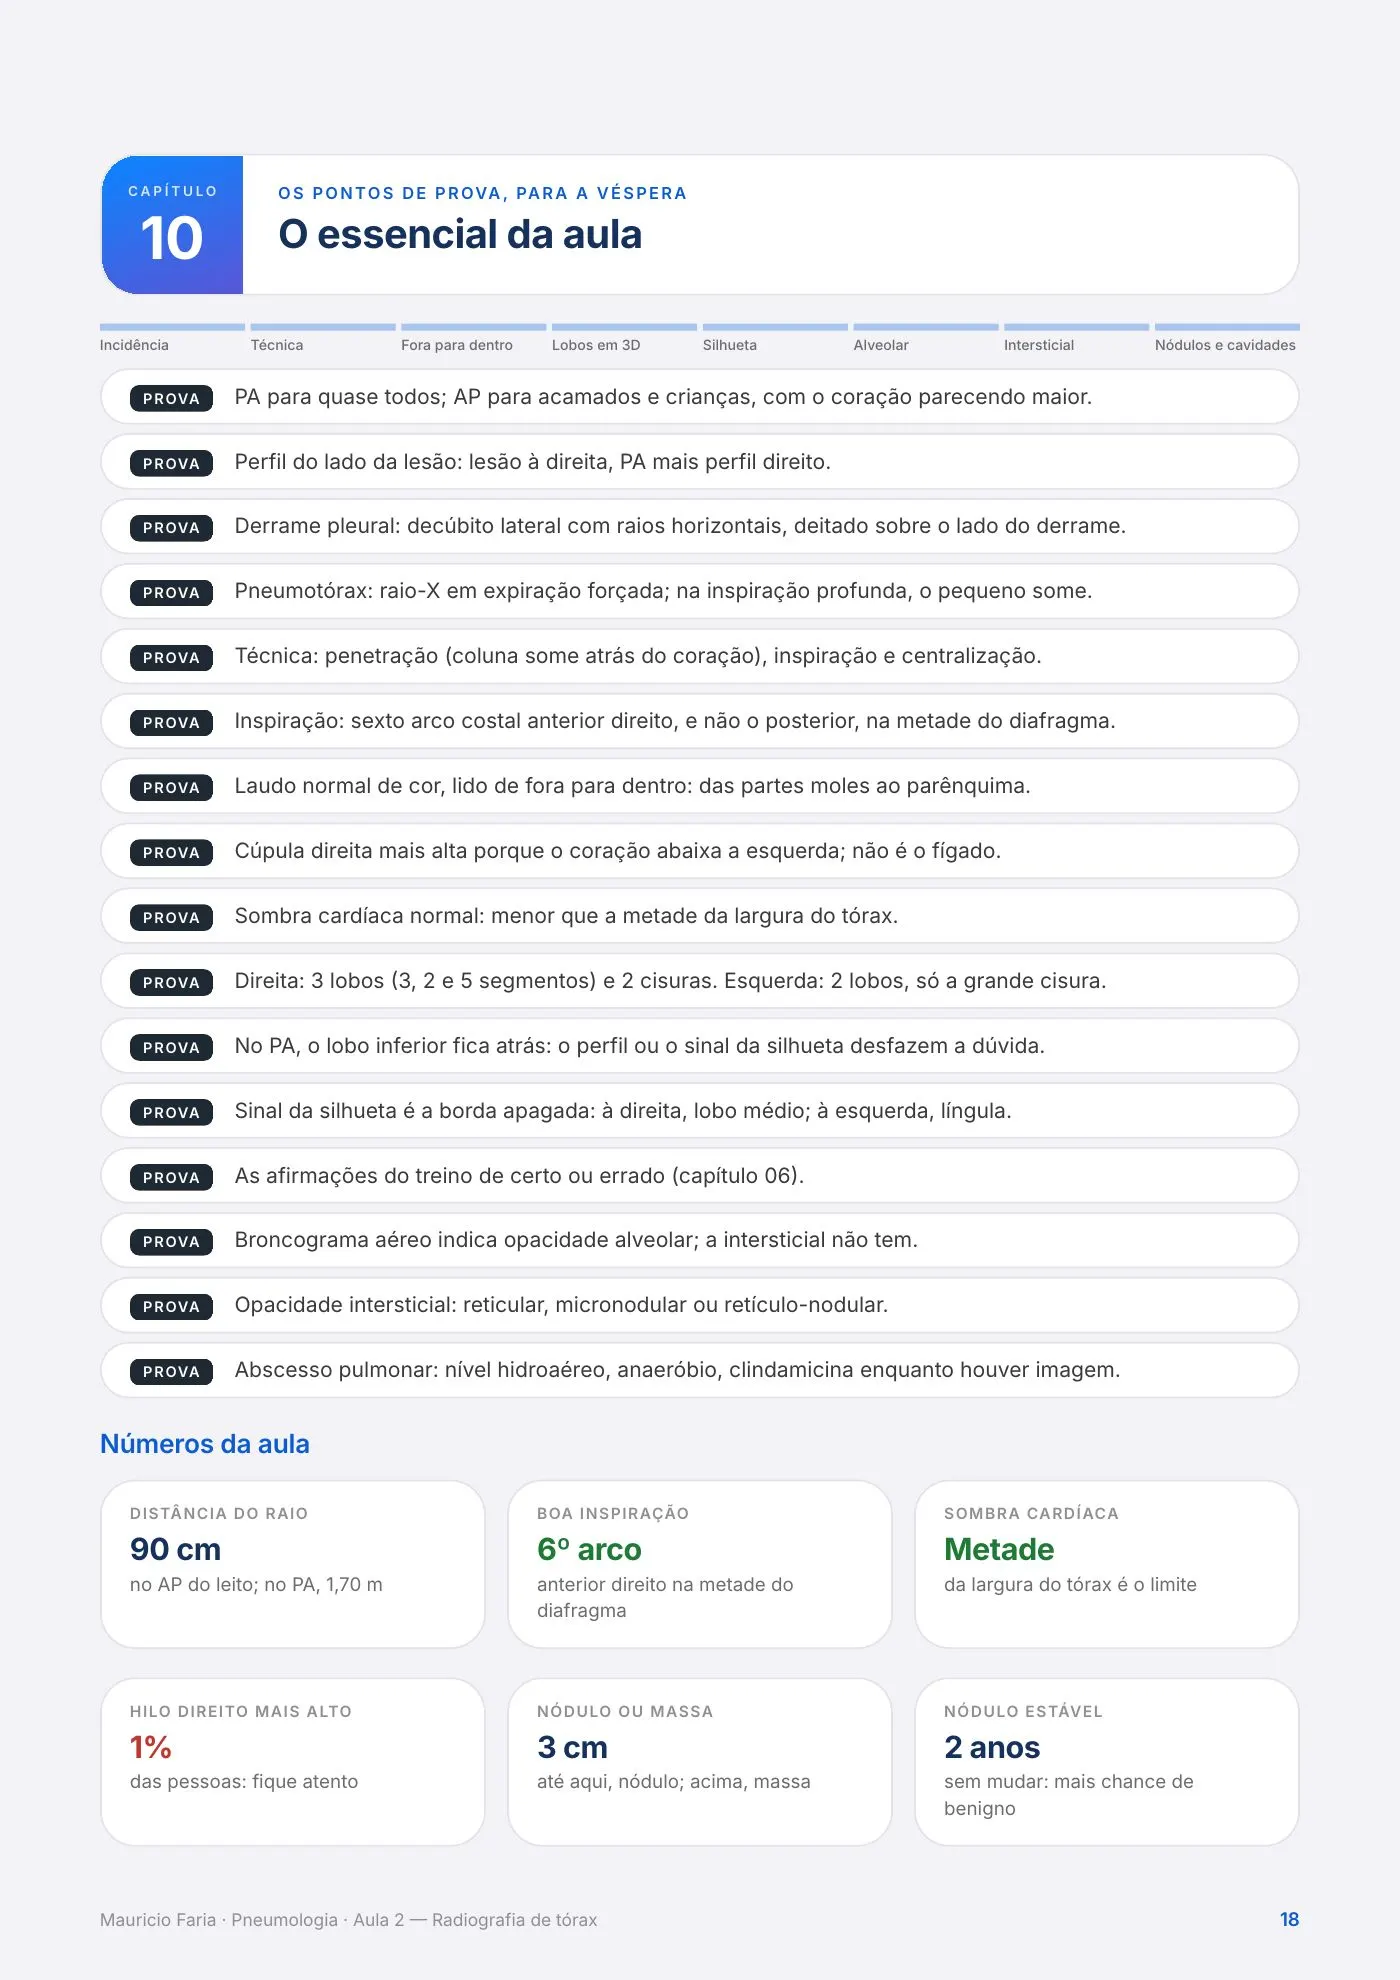 CAPÍTULO
10
OS PONTOS DE PROVA, PARA A VÉSPERA
O essencial da aula
Incidência
Técnica
Fora para dentro
Lobos em 3D
Silhueta
Alveolar
Intersticial
Nódulos e cavidades
PROVA PA para quase todos; AP para acamados e crianças, com o coração parecendo maior.
PROVA Perfil do lado da lesão: lesão à direita, PA mais perfil direito.
PROVA Derrame pleural: decúbito lateral com raios horizontais, deitado sobre o lado do derrame.
PROVA Pneumotórax: raio-X em expiração forçada; na inspiração profunda, o pequeno some.
PROVA Técnica: penetração (coluna some atrás do coração), inspiração e centralização.
PROVA Inspiração: sexto arco costal anterior direito, e não o posterior, na metade do diafragma.
PROVA Laudo normal de cor, lido de fora para dentro: das partes moles ao parênquima.
PROVA Cúpula direita mais alta porque o coração abaixa a esquerda; não é o fígado.
PROVA Sombra cardíaca normal: menor que a metade da largura do tórax.
PROVA Direita: 3 lobos (3, 2 e 5 segmentos) e 2 cisuras. Esquerda: 2 lobos, só a grande cisura.
PROVA No PA, o lobo inferior fica atrás: o perfil ou o sinal da silhueta desfazem a dúvida.
PROVA Sinal da silhueta é a borda apagada: à direita, lobo médio; à esquerda, língula.
PROVA As afirmações do treino de certo ou errado (capítulo 06).
PROVA Broncograma aéreo indica opacidade alveolar; a intersticial não tem.
PROVA Opacidade intersticial: reticular, micronodular ou retículo-nodular.
PROVA Abscesso pulmonar: nível hidroaéreo, anaeróbio, clindamicina enquanto houver imagem.
Números da aula
DISTÂNCIA DO RAIO
90 cm
no AP do leito; no PA, 1,70 m
BOA INSPIRAÇÃO
6º arco
anterior direito na metade do
diafragma
SOMBRA CARDÍACA
Metade
da largura do tórax é o limite
HILO DIREITO MAIS ALTO
1%
das pessoas: fique atento
NÓDULO OU MASSA
3 cm
até aqui, nódulo; acima, massa
NÓDULO ESTÁVEL
2 anos
sem mudar: mais chance de
benigno
Mauricio Faria · Pneumologia · Aula 2 — Radiografia de tórax
18